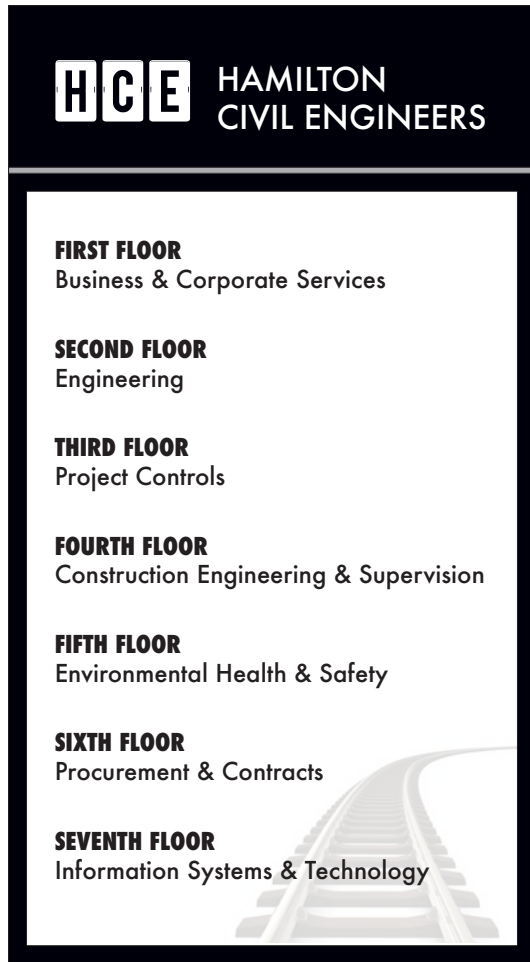 HCE
HAMILTON
CIVIL ENGINEERS
FIRST FLOOR
Business & Corporate Services
SECOND FLOOR
Engineering
THIRD FLOOR
Project Controls
FOURTH FLOOR
Construction Engineering & Supervision
FIFTH FLOOR
Environmental Health & Safety
SIXTH FLOOR
Procurement & Contracts
SEVENTH FLOOR
Information Systems & Technology